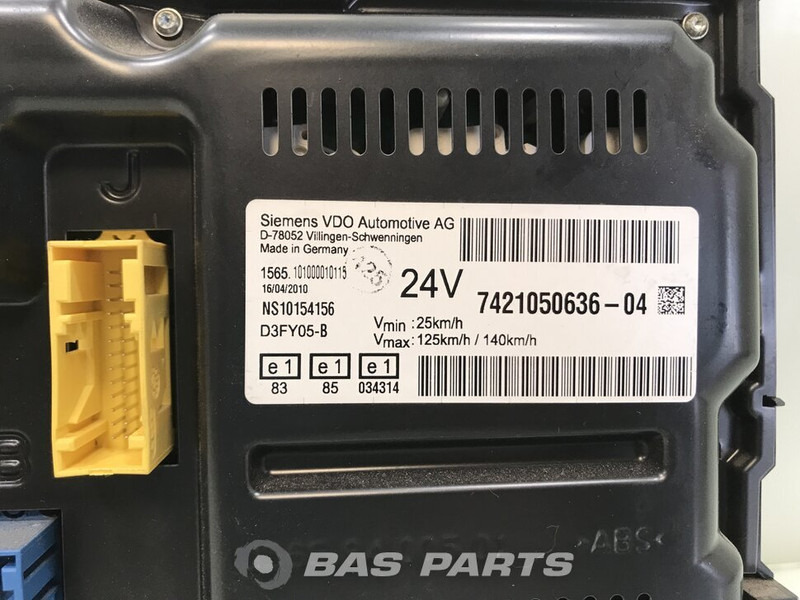 J
Siemens VDO Automotive AG
D-78052 Villingen-Schwenningen
Made in Germany
1565.101000010115
16/04/2010
NS10154156
D3FY05-B
24V
7421050636-04
Vmin : 25km/h
Vmax: 125km/h / 140km/h
e1 e1 e1
83 85 034314
B
>ABS<
BAS PARTS